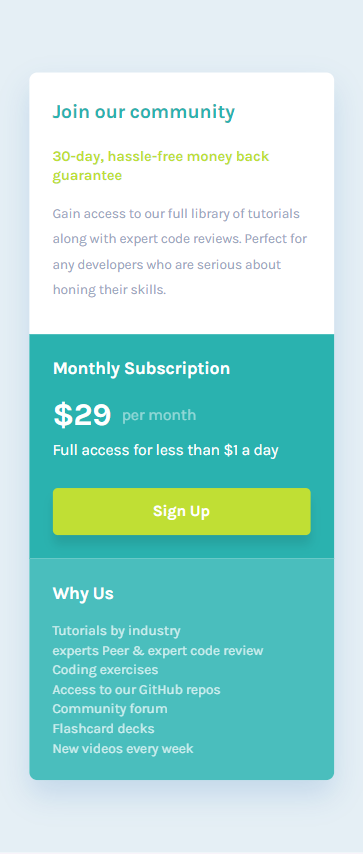 Join our community
30-day, hassle-free money back
guarantee
Gain access to our full library of tutorials
along with expert code reviews. Perfect for
any developers who are serious about
honing their skills.
Monthly Subscription
$29 per month
Full access for less than $1 a day
Sign Up
Why Us
Tutorials by industry
experts Peer & expert code review
Coding exercises
Access to our GitHub repos
Community forum
Flashcard decks
New videos every week